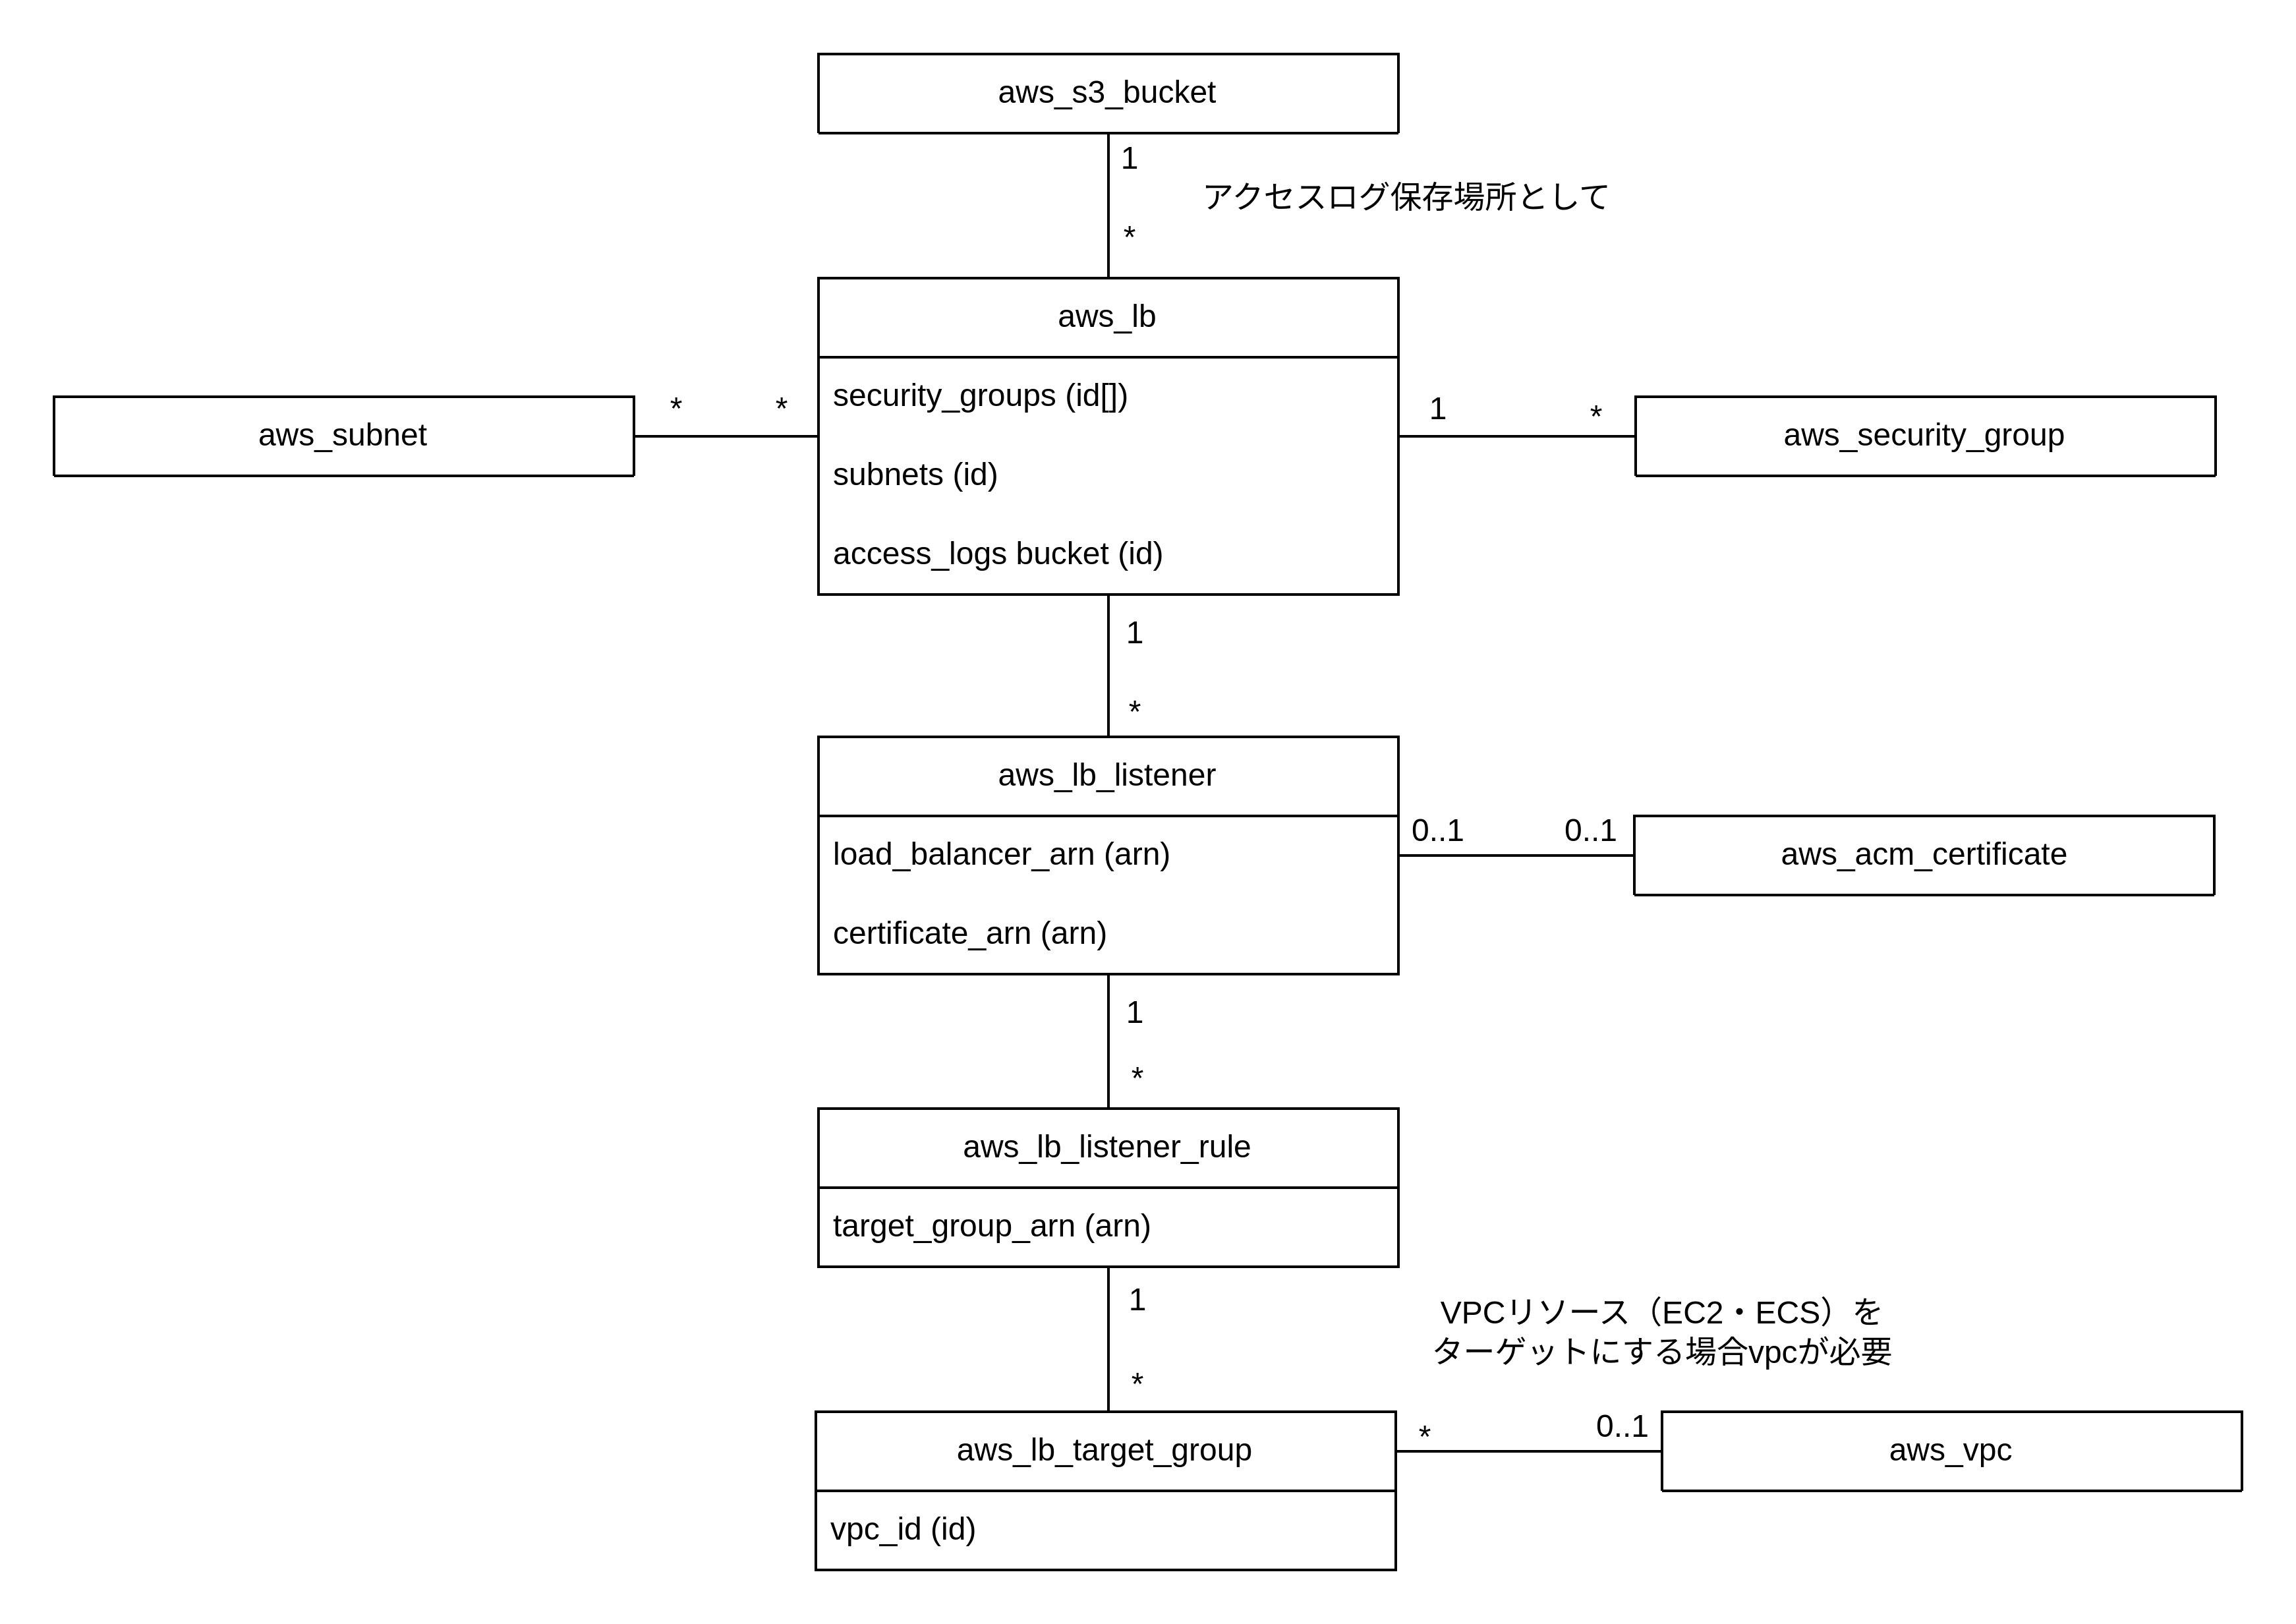 aws_s3_bucket
1
アクセスログ保存場所として
*
aws_lb
security_groups (id[])
subnets (id)
access_logs bucket (id)
aws_subnet
*
*
1
*
aws_security_group
1
*
aws_lb_listener
load_balancer_arn (arn)
certificate_arn (arn)
0..1
0..1
aws_acm_certificate
1
*
aws_lb_listener_rule
target_group_arn (arn)
1
*
VPCリソース（EC2・ECS）を
ターゲットにする場合vpcが必要
aws_lb_target_group
vpc_id (id)
*
0..1
aws_vpc